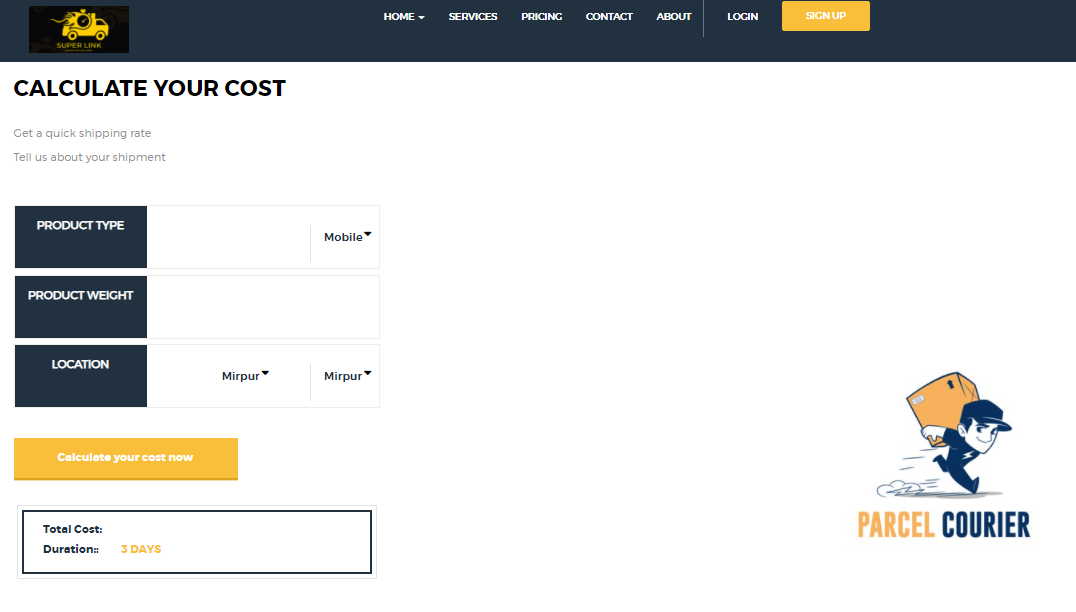 SUPER LINK
HOME SERVICES PRICING CONTACT ABOUT LOGIN SIGN UP
CALCULATE YOUR COST
Get a quick shipping rate
Tell us about your shipment
PRODUCT TYPE
Mobile
PRODUCT WEIGHT
LOCATION
Mirpur Mirpur
Calculate your cost now
Total Cost:
Duration:: 3 DAYS
PARCEL COURIER